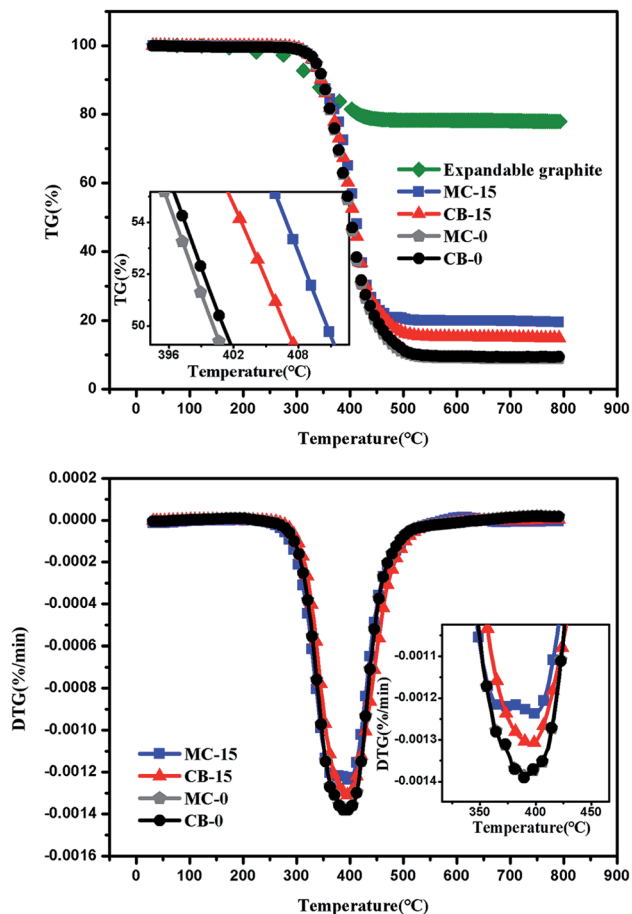 100
80
60
40
20
0
TG(%)
Expandable graphite
MC-15
CB-15
MC-0
CB-0
54
52
50
TG(%)
396 402 408
Temperature(°C)
0 100 200 300 400 500 600 700 800 900
Temperature(°C)
0.0002
0.0000
-0.0002
-0.0004
-0.0006
-0.0008
-0.0010
-0.0012
-0.0014
-0.0016
DTG(%/min)
MC-15
CB-15
MC-0
CB-0
-0.0011
-0.0012
-0.0013
-0.0014
DTG(%/min)
350 400 450
Temperature(°C)
0 100 200 300 400 500 600 700 800 900
Temperature(°C)